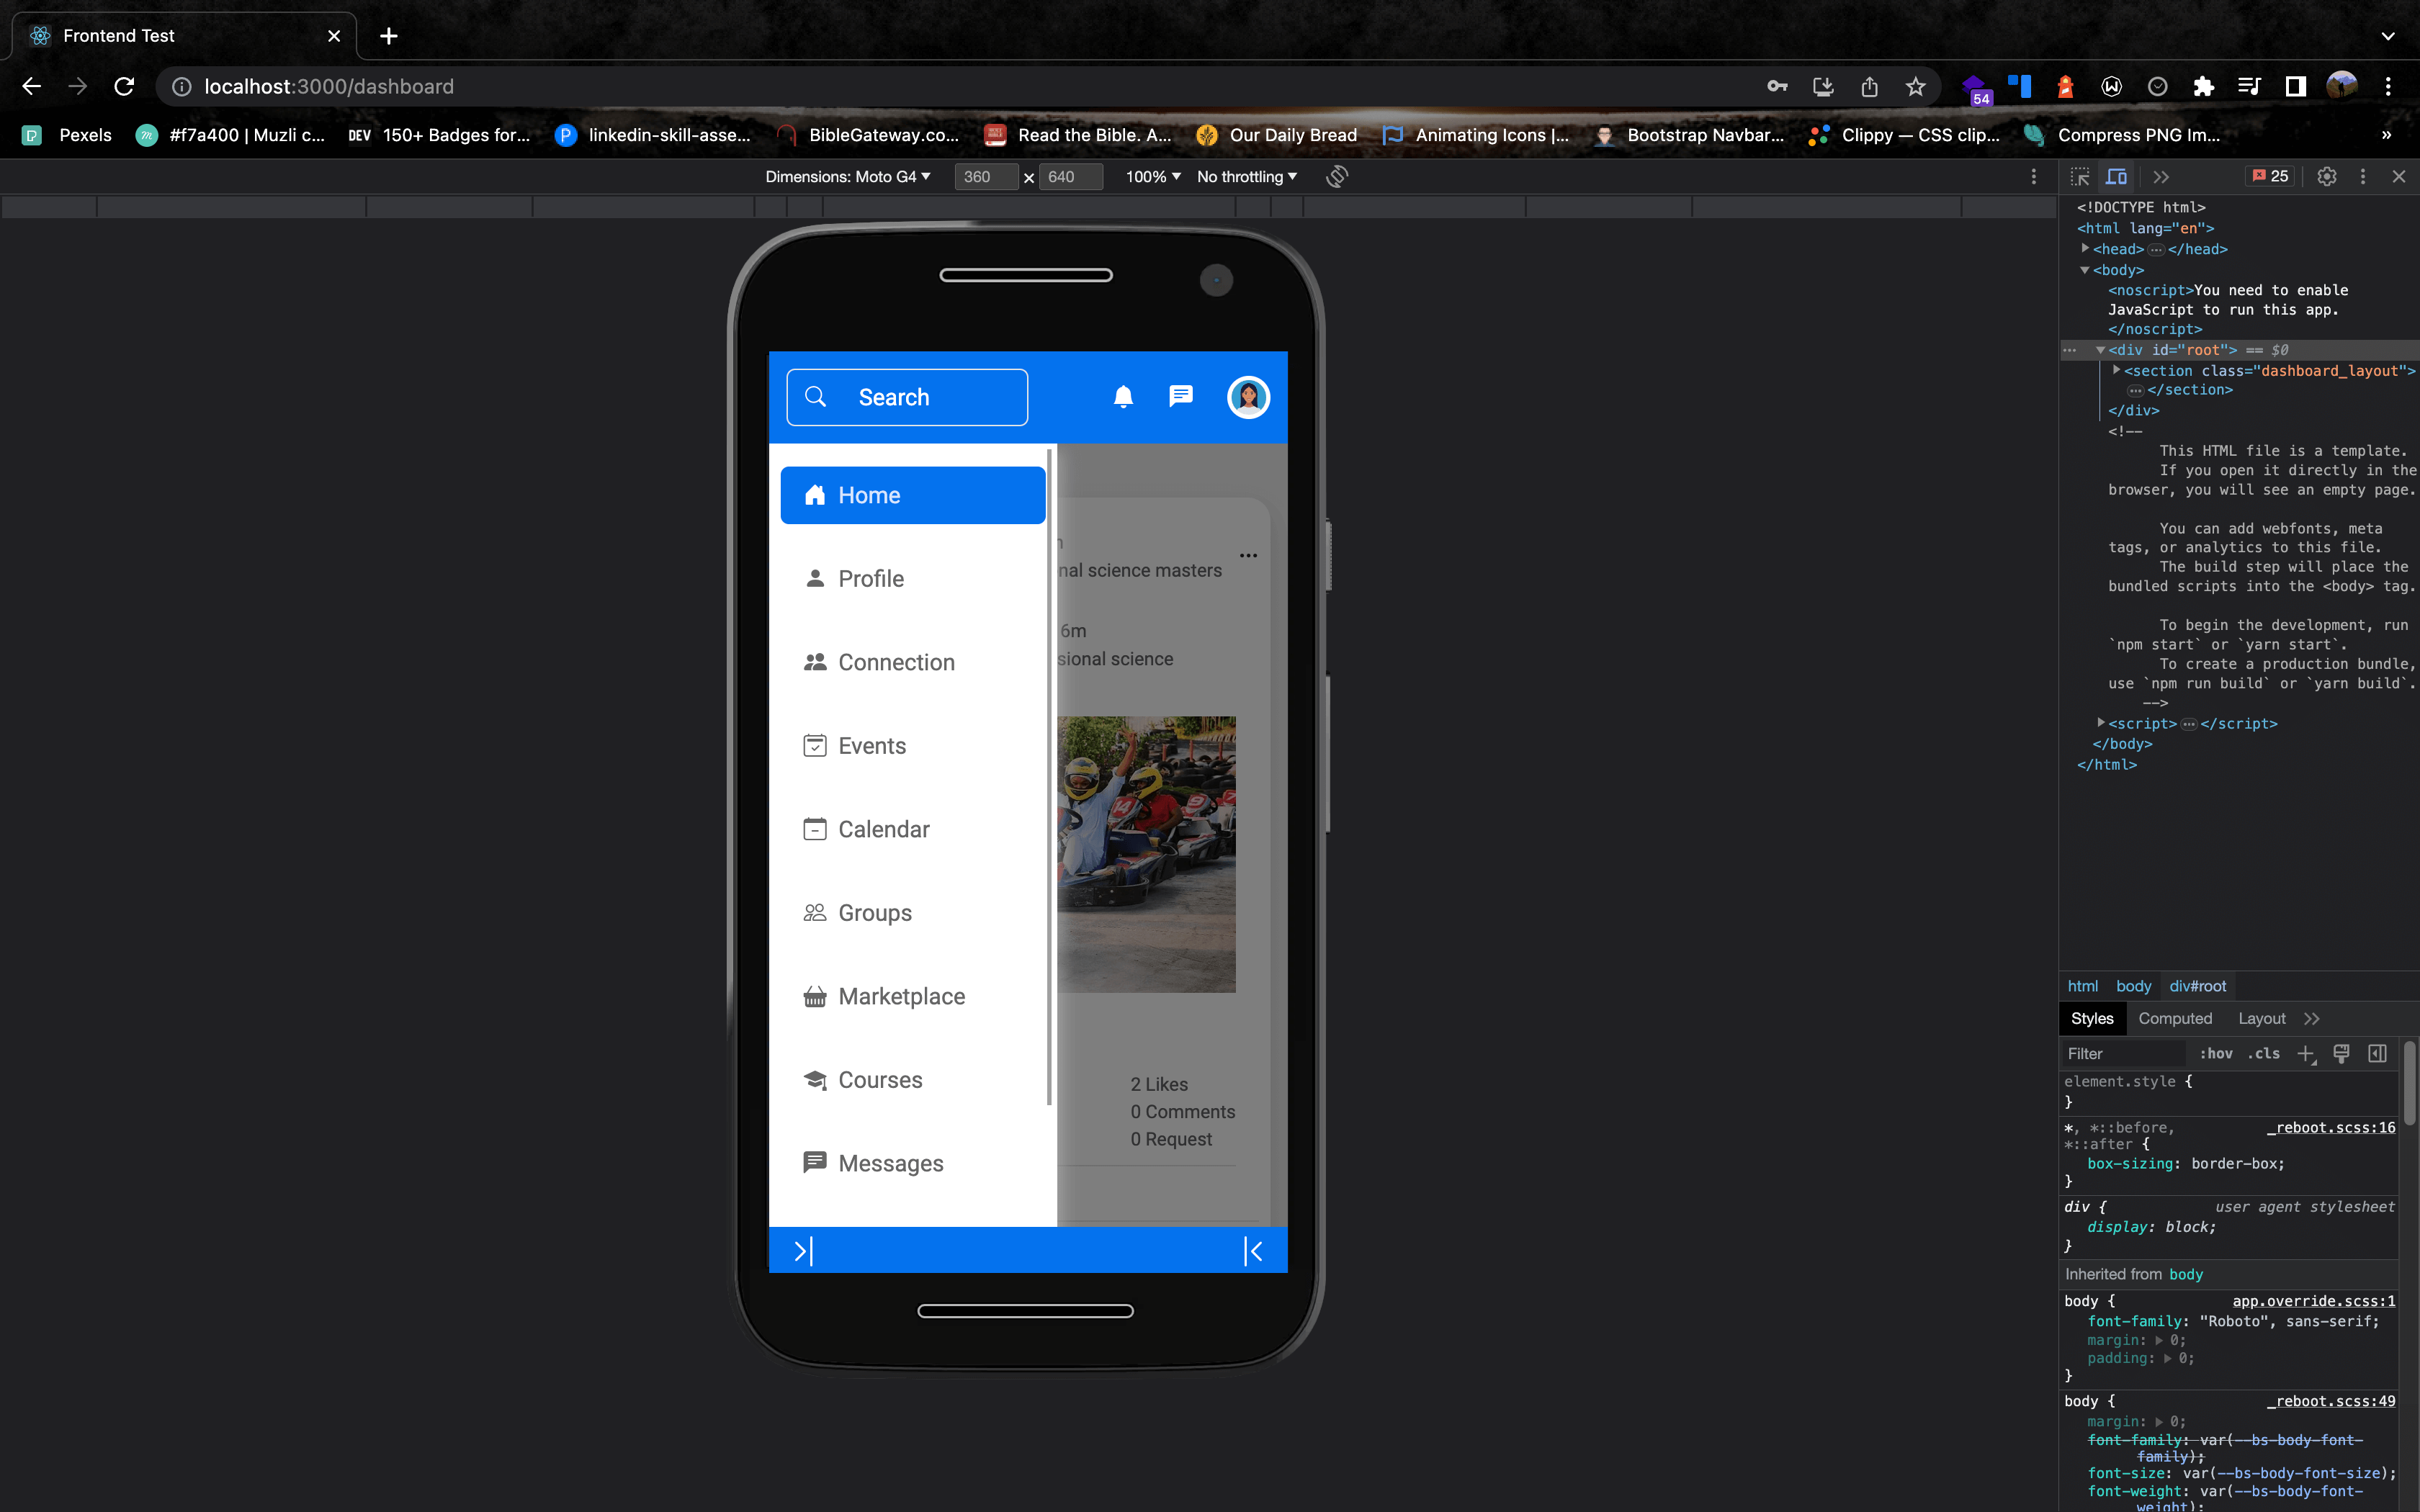 Frontend Test
localhost:3000/dashboard
54
Pexels
#f7a400 | Muzli c...
DEV 150+ Badges for...
linkedin-skill-asse...
BibleGateway.co...
Read the Bible. A...
Our Daily Bread
Animating Icons |...
Bootstrap Navbar...
Clippy — CSS clip...
Compress PNG Im...
»
Dimensions: Moto G4 360 × 640 100% No throttling
25
Search
Home
Profile
Connection
Events
Calendar
Groups
Marketplace
Courses
Messages
nal science masters
6m
sional science
14
2 Likes
0 Comments
0 Request
<!DOCTYPE html>
<html lang="en">
<head>…</head>
<body>
<noscript>You need to enable
JavaScript to run this app.
</noscript>
<div id="root"> == $0
<section class="dashboard_layout">
…</section>
</div>
<!--
This HTML file is a template.
If you open it directly in the
browser, you will see an empty page.
You can add webfonts, meta
tags, or analytics to this file.
The build step will place the
bundled scripts into the <body> tag.
To begin the development, run
`npm start` or `yarn start`.
To create a production bundle,
use `npm run build` or `yarn build`.
-->
<script>…</script>
</body>
</html>
html body div#root
Styles Computed Layout
Filter :hov .cls
element.style {
}
*, *::before, _reboot.scss:16
*::after {
box-sizing: border-box;
}
div { user agent stylesheet
display: block;
}
Inherited from body
body { app.override.scss:1
font-family: "Roboto", sans-serif;
margin: 0;
padding: 0;
}
body { _reboot.scss:49
margin: 0;
font-family: var(--bs-body-font-
family);
font-size: var(--bs-body-font-size);
font-weight: var(--bs-body-font-
weight);